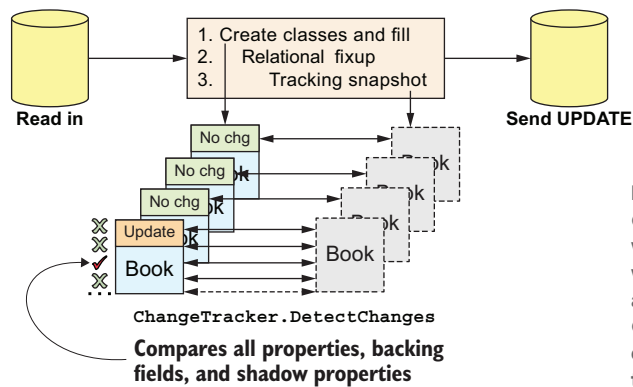 1. Create classes and fill
2. Relational fixup
3. Tracking snapshot
Read in
Send UPDATE
No chg
No chg
No chg
Update
Book
Book
Book
ChangeTracker.DetectChanges
Compares all properties, backing
fields, and shadow properties